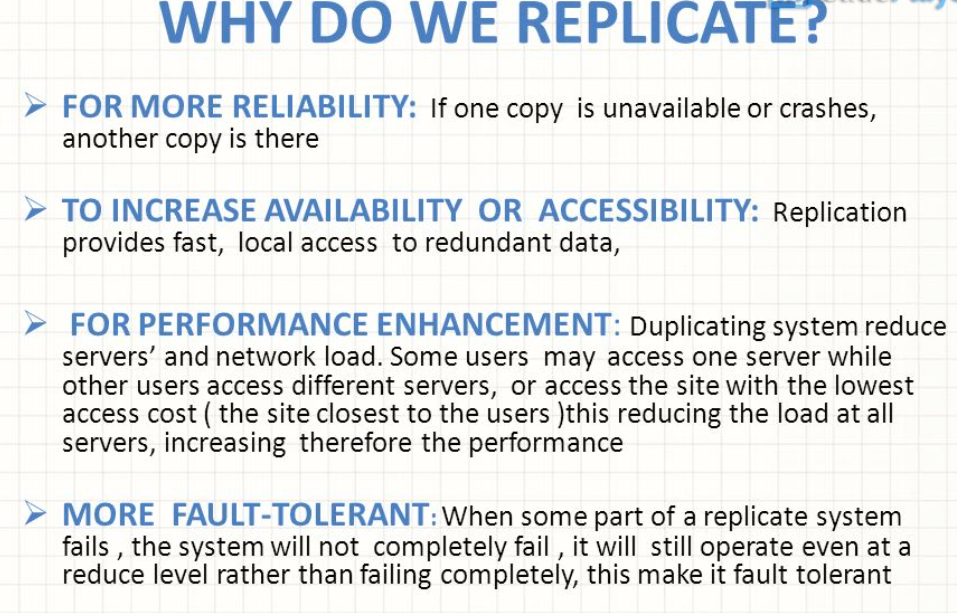 WHY DO WE REPLICATE?
➢ FOR MORE RELIABILITY: If one copy is unavailable or crashes,
another copy is there
➢ TO INCREASE AVAILABILITY OR ACCESSIBILITY: Replication
provides fast, local access to redundant data,
➢ FOR PERFORMANCE ENHANCEMENT: Duplicating system reduce
servers’ and network load. Some users may access one server while
other users access different servers, or access the site with the lowest
access cost ( the site closest to the users )this reducing the load at all
servers, increasing therefore the performance
➢ MORE FAULT-TOLERANT: When some part of a replicate system
fails , the system will not completely fail , it will still operate even at a
reduce level rather than failing completely, this make it fault tolerant